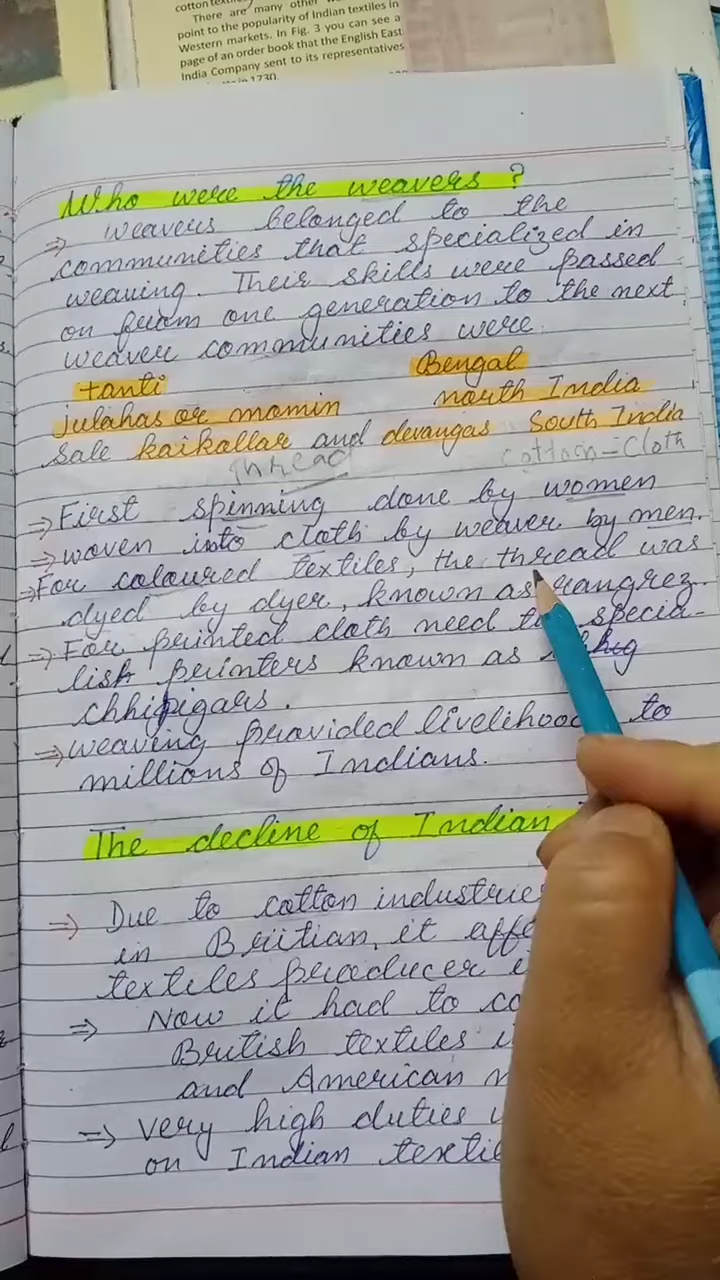 cotton textiles
There are many other
point to the popularity of Indian textiles in
Western markets. In Fig. 3 you can see a
page of an order book that the English East
India Company sent to its representatives
in 1730.
Who were the weavers ?
⇒ weavers belonged to the
communities that specialized in
weaving. Their skills were passed
on from one generation to the next.
weaver communities were
tanti Bengal
julahas or momin north India
Sale kaikallar and devangas South India
Thread cotton - cloth
⇒ First spinning done by women
⇒ woven into cloth by weaver by men.
⇒ For coloured textiles, the thread was
dyed by dyer, known as rangrez.
⇒ For printed cloth need specia-
lish printers known as
chhipigars.
⇒ weaving provided livelihood to
millions of Indians.
The decline of Indian
⇒ Due to cotton industries
in Britian, it
textiles producer
⇒ Now it had to
British textiles
and American
⇒ very high duties
on Indian